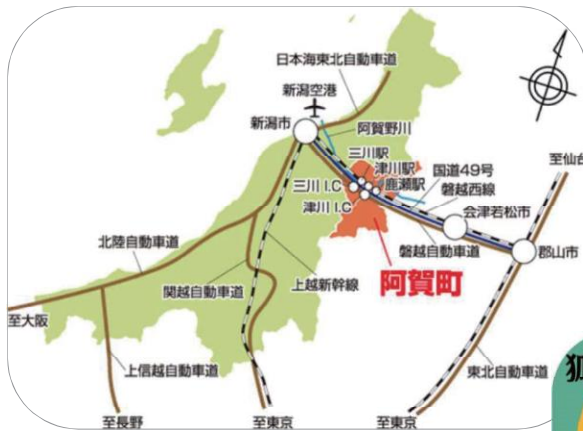 日本海東北自動車道
新潟空港
新潟市
阿賀野川
三川駅
津川駅
鹿瀬駅
国道49号
磐越西線
至仙台
三川 I.C
津川 I.C
会津若松市
磐越自動車道
郡山市
阿賀町
北陸自動車道
関越自動車道
上越新幹線
至大阪
上信越自動車道
東北自動車道
至長野
至東京
至東京
狐